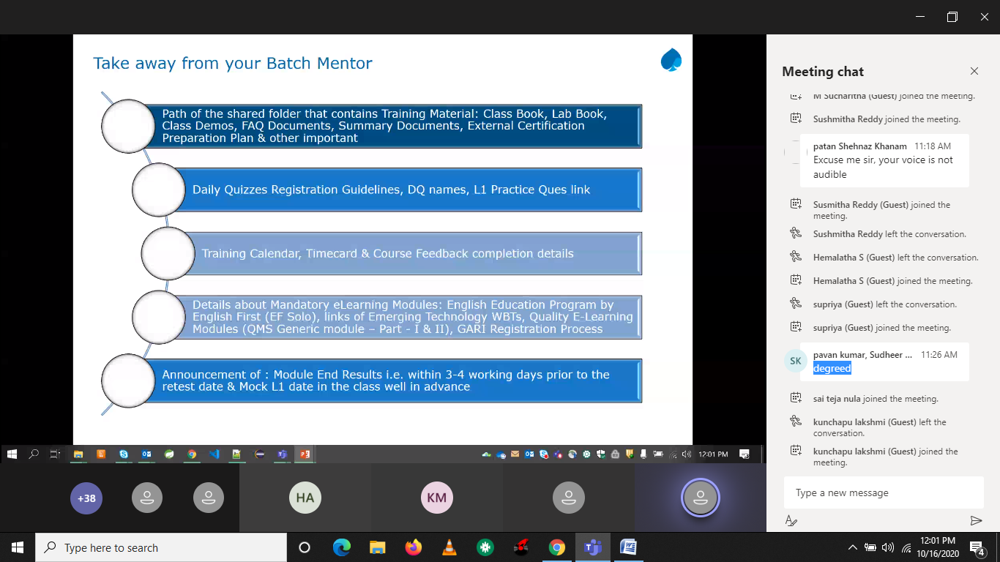 Take away from your Batch Mentor
Path of the shared folder that contains Training Material: Class Book, Lab Book,
Class Demos, FAQ Documents, Summary Documents, External Certification
Preparation Plan & other important
Daily Quizzes Registration Guidelines, DQ names, L1 Practice Ques link
Training Calendar, Timecard & Course Feedback completion details
Details about Mandatory eLearning Modules: English Education Program by
English First (EF Solo), links of Emerging Technology WBTs, Quality E-Learning
Modules (QMS Generic module – Part - I & II), GARI Registration Process
Announcement of : Module End Results i.e. within 3-4 working days prior to the
retest date & Mock L1 date in the class well in advance
12:01 PM
+38
HA
KM
Meeting chat
M Sucharitha (Guest) joined the meeting.
Sushmitha Reddy joined the meeting.
patan Shehnaz Khanam 11:18 AM
Excuse me sir, your voice is not
audible
Susmitha Reddy (Guest) joined the
meeting.
Sushmitha Reddy left the conversation.
Hemalatha S (Guest) left the conversation.
Hemalatha S (Guest) joined the meeting.
supriya (Guest) left the conversation.
supriya (Guest) joined the meeting.
SK
pavan kumar, Sudheer ... 11:26 AM
degreed
sai teja nula joined the meeting.
kunchapu lakshmi (Guest) left the
conversation.
kunchapu lakshmi (Guest) joined the
meeting.
Type a new message
Type here to search
12:01 PM
10/16/2020
4